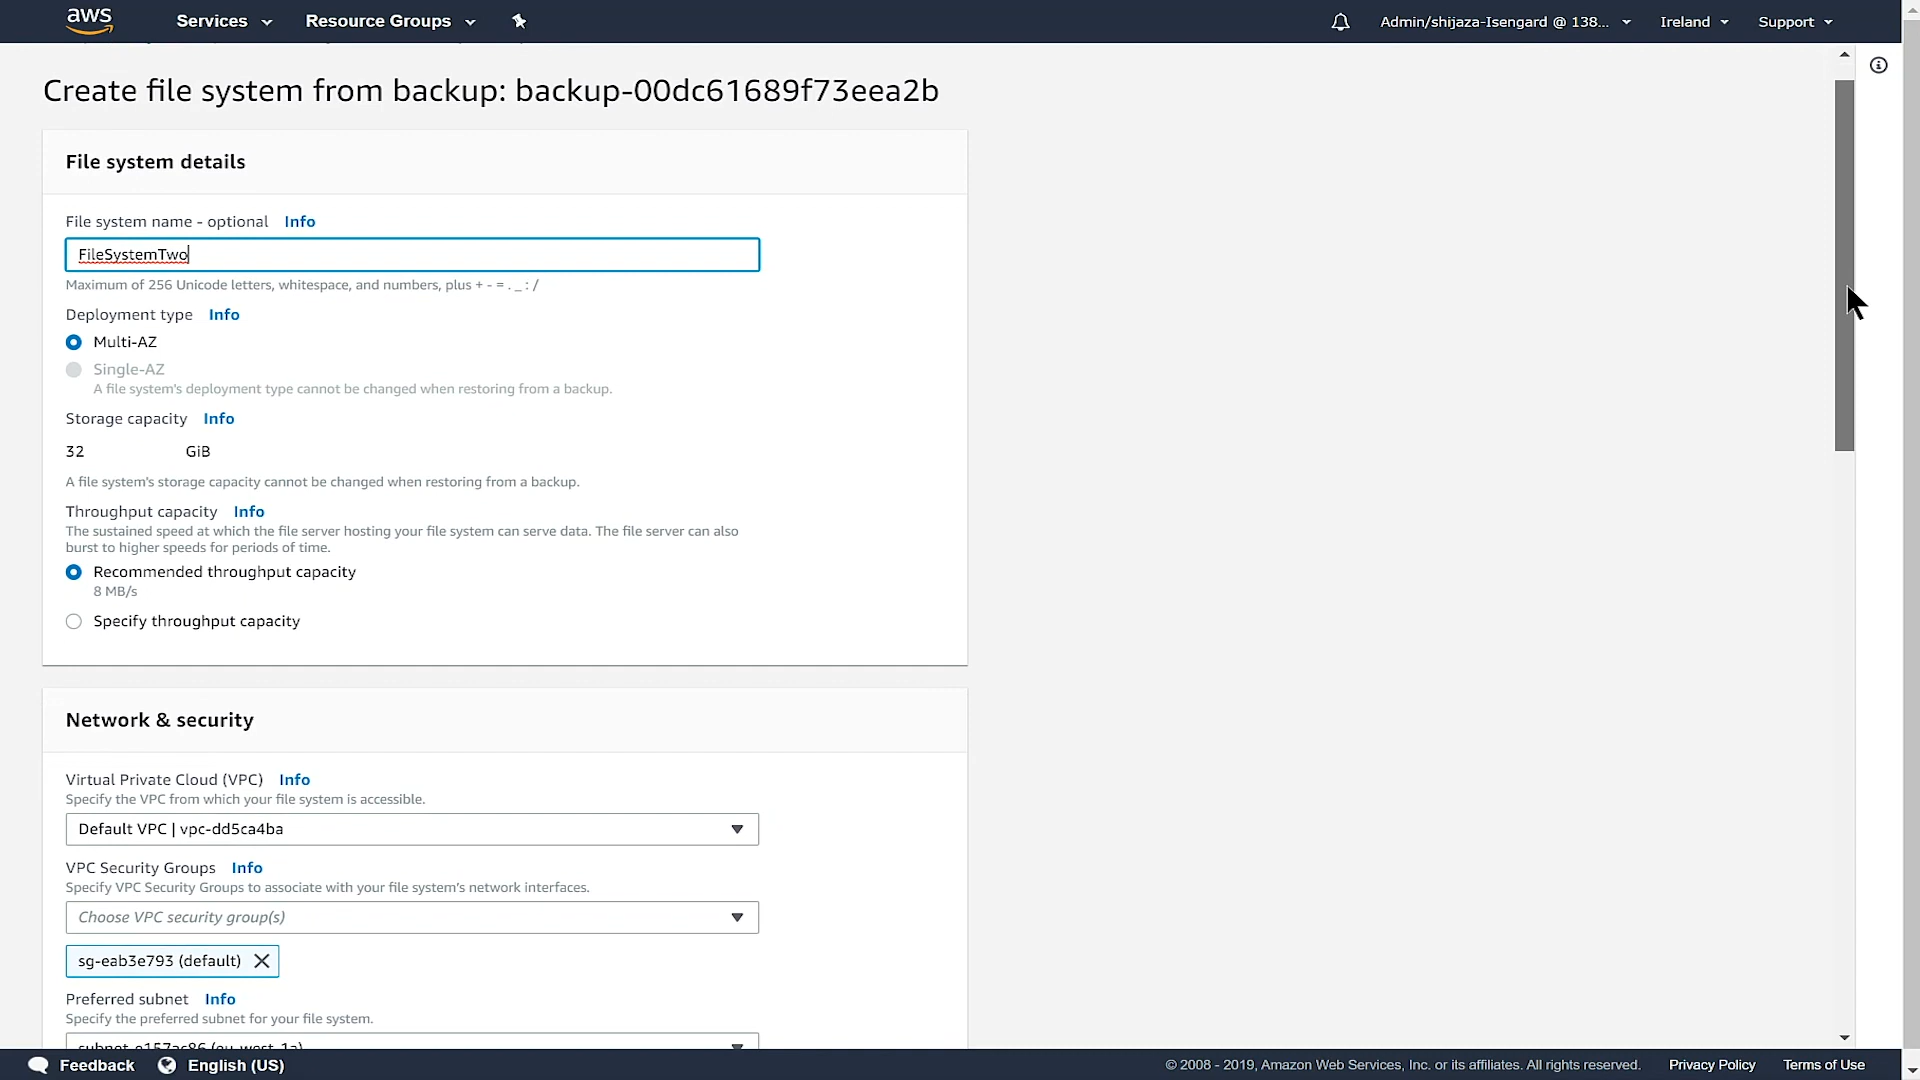 aws Services Resource Groups Admin/shijaza-Isengard @ 138... Ireland Support
Create file system from backup: backup-00dc61689f73eea2b
File system details
File system name - optional Info
FileSystemTwo
Maximum of 256 Unicode letters, whitespace, and numbers, plus + - = . _ : /
Deployment type Info
Multi-AZ
Single-AZ
A file system's deployment type cannot be changed when restoring from a backup.
Storage capacity Info
32 GiB
A file system's storage capacity cannot be changed when restoring from a backup.
Throughput capacity Info
The sustained speed at which the file server hosting your file system can serve data. The file server can also
burst to higher speeds for periods of time.
Recommended throughput capacity
8 MB/s
Specify throughput capacity
Network & security
Virtual Private Cloud (VPC) Info
Specify the VPC from which your file system is accessible.
Default VPC | vpc-dd5ca4ba
VPC Security Groups Info
Specify VPC Security Groups to associate with your file system's network interfaces.
Choose VPC security group(s)
sg-eab3e793 (default)
Preferred subnet Info
Specify the preferred subnet for your file system.
subnet-e157ac86 (eu-west-1a)
Feedback English (US) © 2008 - 2019, Amazon Web Services, Inc. or its affiliates. All rights reserved. Privacy Policy Terms of Use